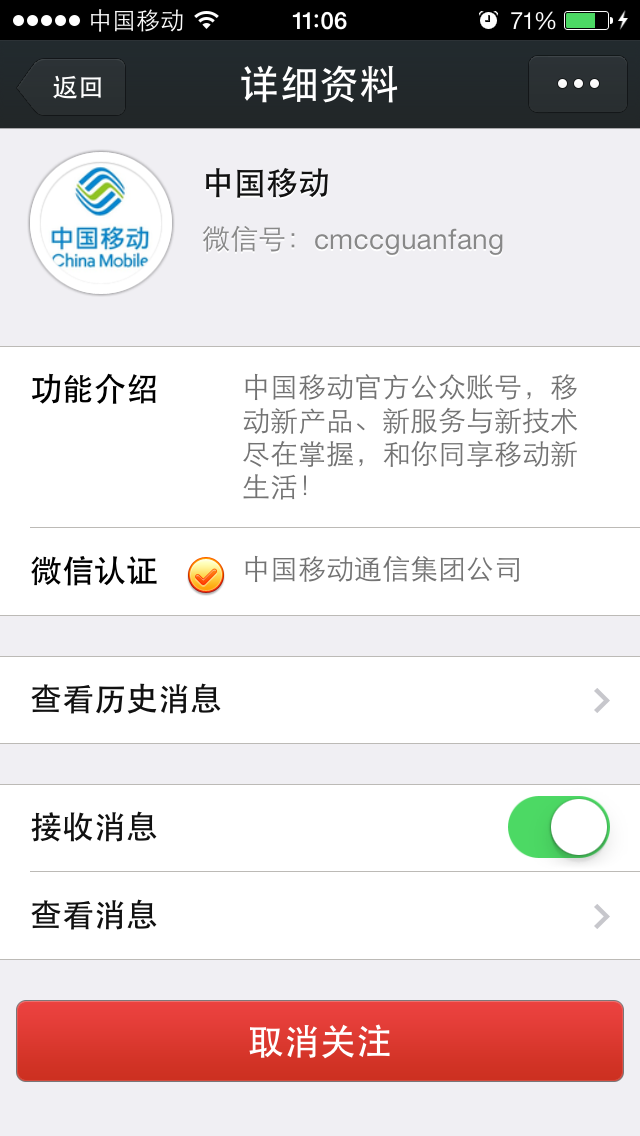 中国移动 11:06 71%
返回 详细资料
中国移动
China Mobile
中国移动
微信号：cmccguanfang
功能介绍 中国移动官方公众账号，移
动新产品、新服务与新技术
尽在掌握，和你同享移动新
生活！
微信认证 中国移动通信集团公司
查看历史消息
接收消息
查看消息
取消关注